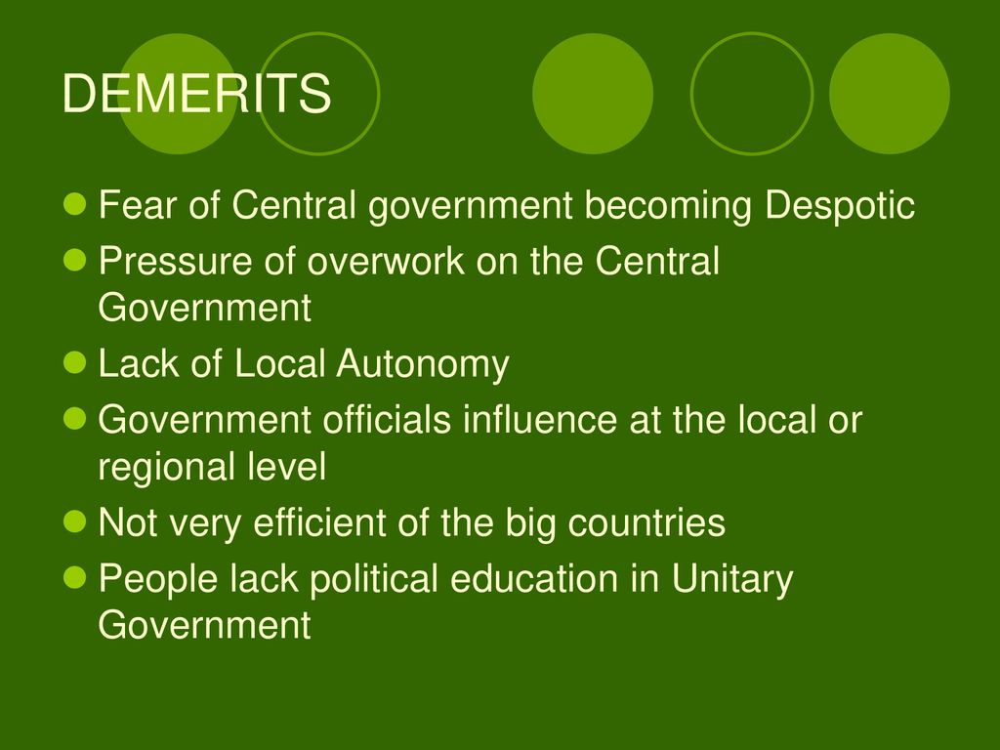 DEMERITS
Fear of Central government becoming Despotic
Pressure of overwork on the Central
Government
Lack of Local Autonomy
Government officials influence at the local or
regional level
Not very efficient of the big countries
People lack political education in Unitary
Government